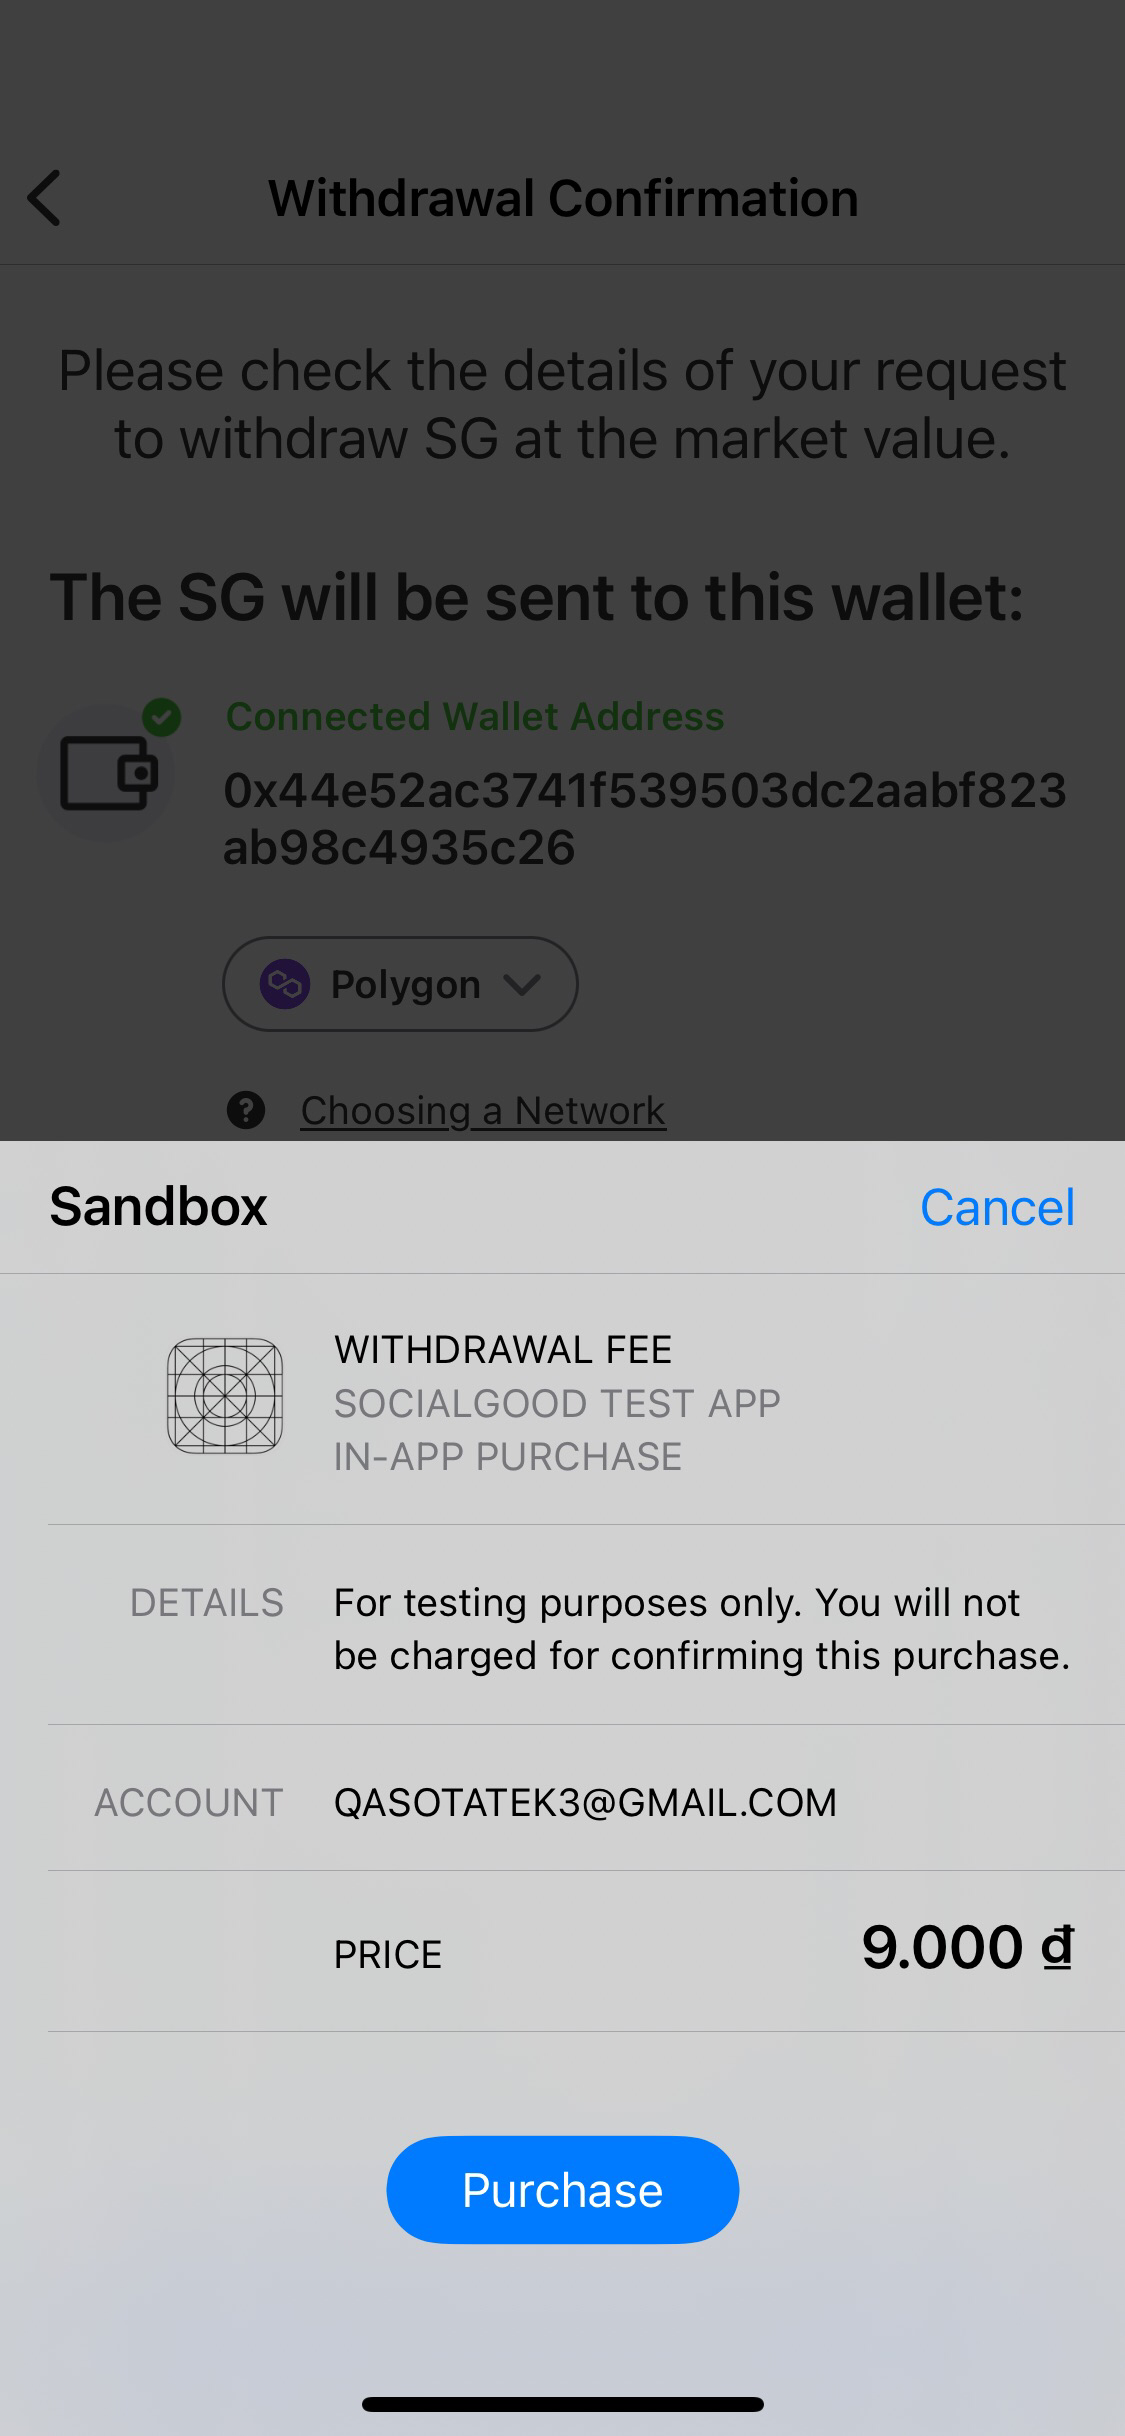 Withdrawal Confirmation
Please check the details of your request
to withdraw SG at the market value.
The SG will be sent to this wallet:
Connected Wallet Address
0x44e52ac3741f539503dc2aabf823
ab98c4935c26
Polygon
Choosing a Network
Sandbox
Cancel
WITHDRAWAL FEE
SOCIALGOOD TEST APP
IN-APP PURCHASE
DETAILS
For testing purposes only. You will not
be charged for confirming this purchase.
ACCOUNT
QASOTATEK3@GMAIL.COM
PRICE
9.000 ₫
Purchase